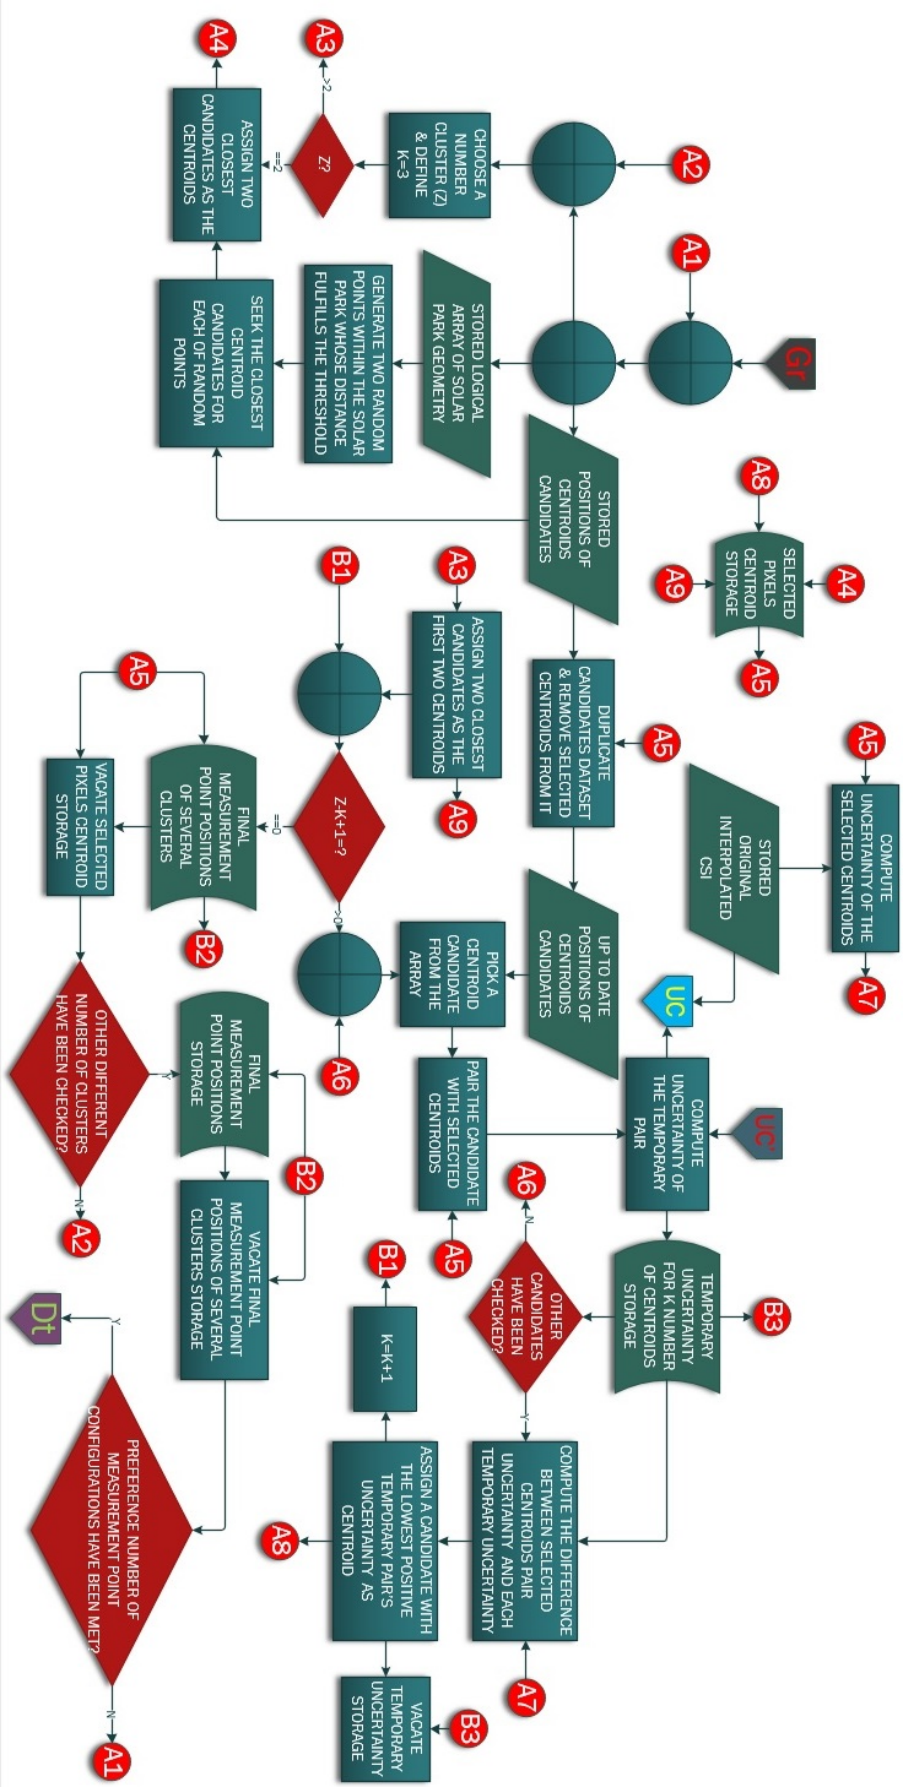 A5
COMPUTE
UNCERTAINTY OF THE
SELECTED CENTROIDS
A7
A4
A8
SELECTED
PIXELS
CENTROID
STORAGE
A5
A9
Gr
A1
A2
STORED
ORIGINAL
INTERPOLATED
CSI
UC
UC'
COMPUTE
UNCERTAINTY OF
THE TEMPORARY
PAIR
B3
TEMPORARY
UNCERTAINTY
FOR K NUMBER
OF CENTROIDS
STORAGE
STORED
POSITIONS OF
CENTROIDS
CANDIDATES
A5
DUPLICATE
CANDIDATES DATASET
& REMOVE SELECTED
CENTROIDS FROM IT
UP TO DATE
POSITIONS OF
CENTROIDS
CANDIDATES
CHOOSE A
NUMBER
CLUSTER (Z)
& DEFINE
K=3
STORED LOGICAL
ARRAY OF SOLAR
PARK GEOMETRY
A3
ASSIGN TWO CLOSEST
CANDIDATES AS THE
FIRST TWO CENTROIDS
A9
PICK A
CENTROID
CANDIDATE
FROM THE
ARRAY
PAIR THE CANDIDATE
WITH SELECTED
CENTROIDS
A5
A6
N
OTHER
CANDIDATES
HAVE BEEN
CHECKED?
Y
COMPUTE THE DIFFERENCE
BETWEEN SELECTED
CENTROIDS PAIR
UNCERTAINTY AND EACH
TEMPORARY UNCERTAINTY
A7
A3
>2
Z?
==2
GENERATE TWO RANDOM
POINTS WITHIN THE SOLAR
PARK WHOSE DISTANCE
FULFILLS THE THRESHOLD
B1
Z-K+1=?
>0
==0
A6
B1
K=K+1
ASSIGN A CANDIDATE WITH
THE LOWEST POSITIVE
TEMPORARY PAIR'S
UNCERTAINTY AS
CENTROID
B3
VACATE
TEMPORARY
UNCERTAINTY
STORAGE
A8
A4
ASSIGN TWO
CLOSEST
CANDIDATES AS THE
CENTROIDS
SEEK THE CLOSEST
CENTROID
CANDIDATES FOR
EACH OF RANDOM
POINTS
A5
FINAL
MEASUREMENT
POINT POSITIONS
OF SEVERAL
CLUSTERS
B2
FINAL
MEASUREMENT
POINT POSITIONS
STORAGE
B2
VACATE FINAL
MEASUREMENT POINT
POSITIONS OF SEVERAL
CLUSTERS STORAGE
VACATE SELECTED
PIXELS CENTROID
STORAGE
OTHER DIFFERENT
NUMBER OF CLUSTERS
HAVE BEEN CHECKED?
Y
N
A2
Dt
Y
PREFERENCE NUMBER OF
MEASUREMENT POINT
CONFIGURATIONS HAVE BEEN MET?
N
A1